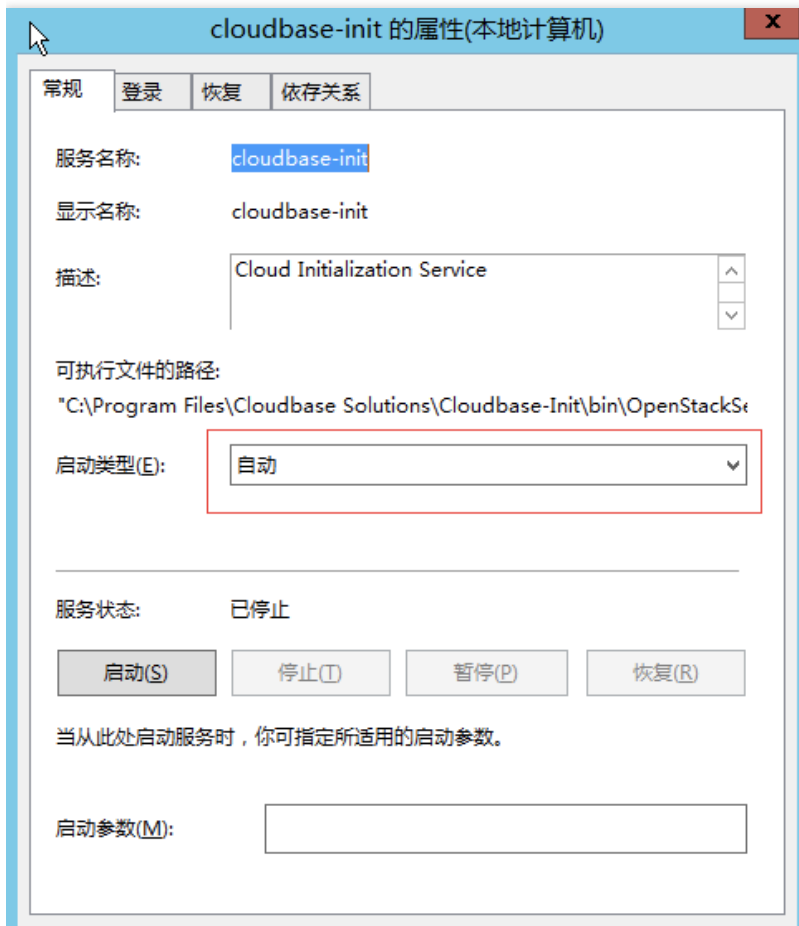 cloudbase-init 的属性(本地计算机)
x
常规 登录 恢复 依存关系
服务名称: cloudbase-init
显示名称: cloudbase-init
描述: Cloud Initialization Service
可执行文件的路径:
"C:\Program Files\Cloudbase Solutions\Cloudbase-Init\bin\OpenStackSe
启动类型(E): 自动
服务状态: 已停止
启动(S) 停止(T) 暂停(P) 恢复(R)
当从此处启动服务时，你可指定所适用的启动参数。
启动参数(M):